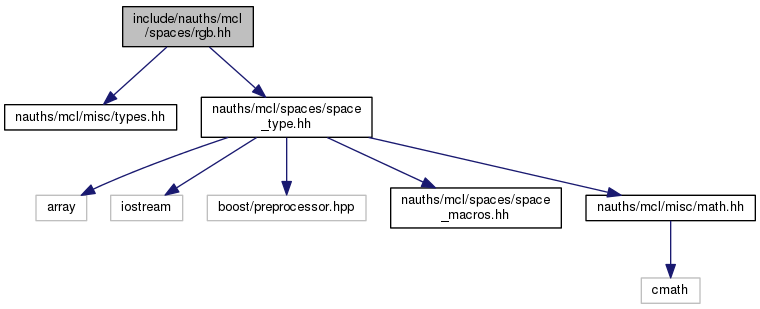 include/nauths/mcl
/spaces/rgb.hh
nauths/mcl/misc/types.hh
nauths/mcl/spaces/space
_type.hh
array
iostream
boost/preprocessor.hpp
nauths/mcl/spaces/space
_macros.hh
nauths/mcl/misc/math.hh
cmath